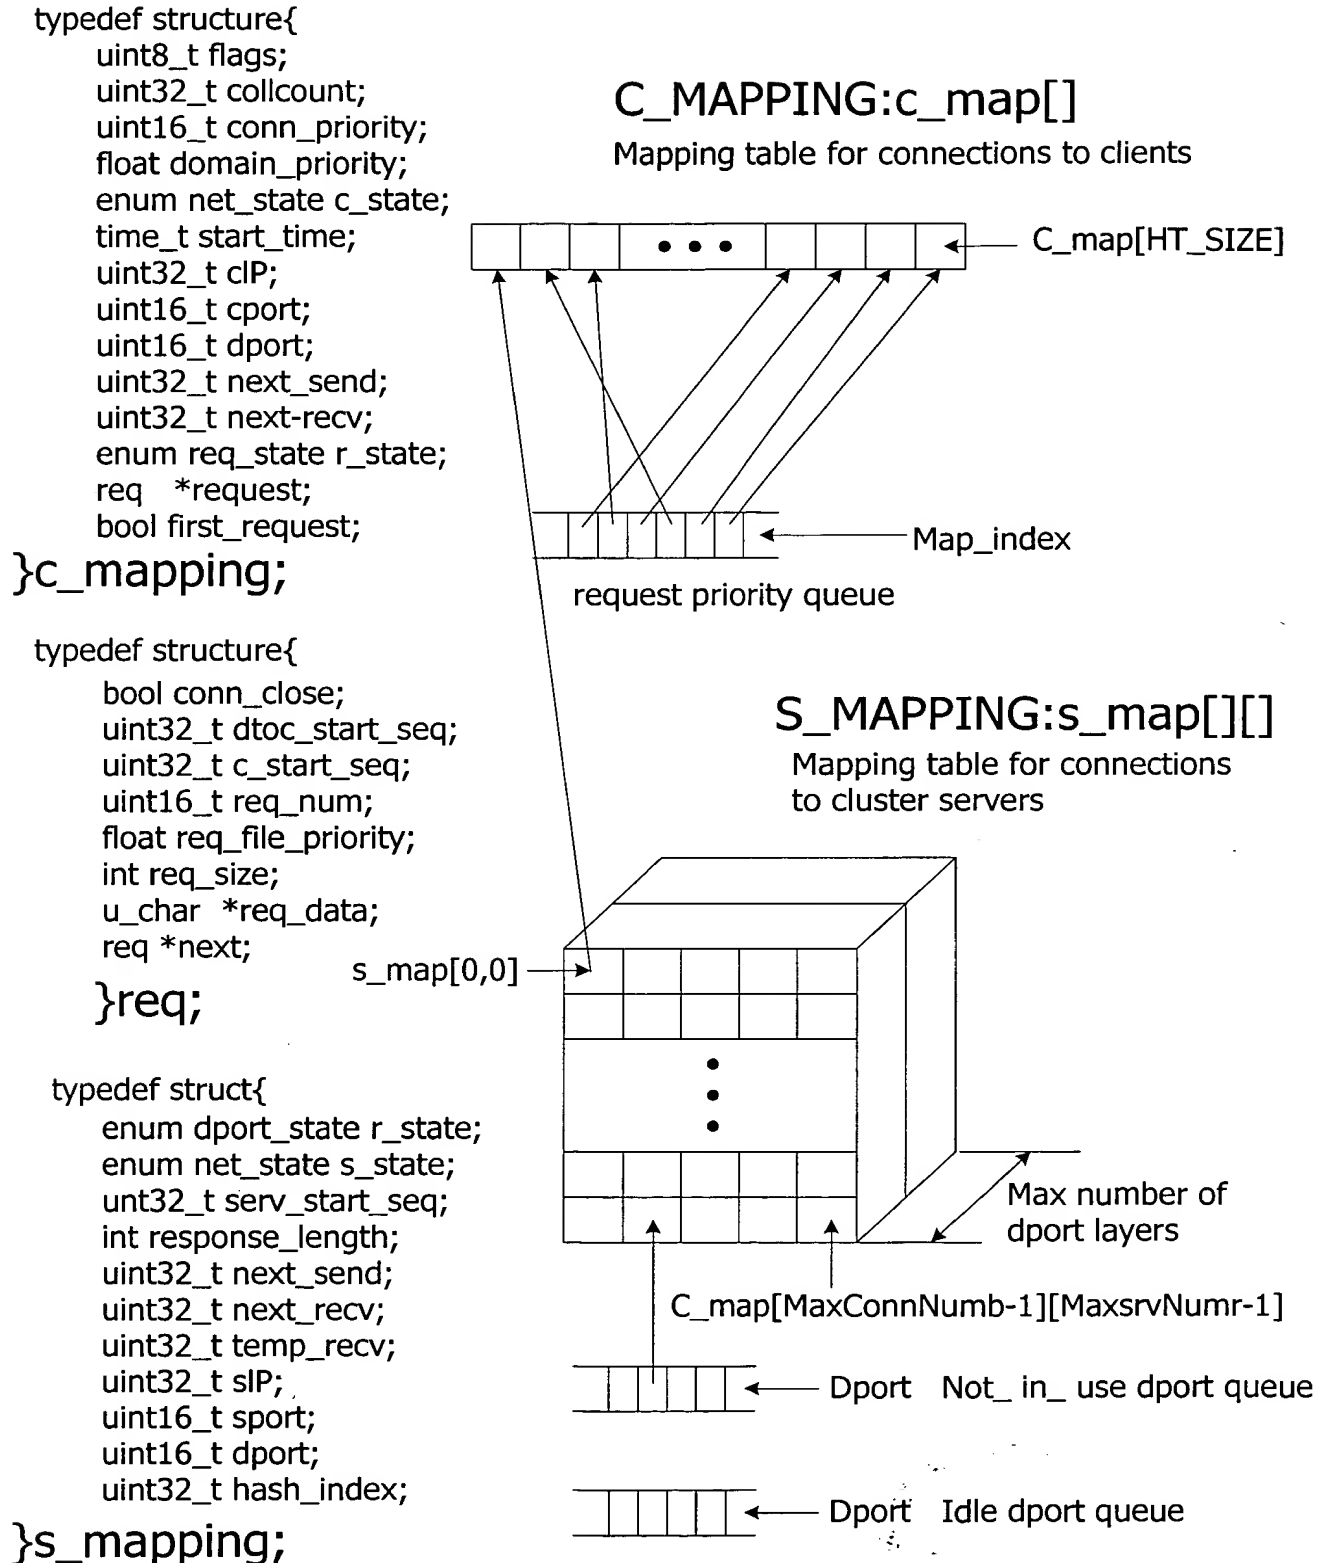 typedef structure{
uint8_t flags;
uint32_t collcount;
uint16_t conn_priority;
float domain_priority;
enum net_state c_state;
time_t start_time;
uint32_t cIP;
uint16_t cport;
uint16_t dport;
uint32_t next_send;
uint32_t next-recv;
enum req_state r_state;
req *request;
bool first_request;
}c_mapping;
C_MAPPING:c_map[]
Mapping table for connections to clients
C_map[HT_SIZE]
Map_index
request priority queue
typedef structure{
bool conn_close;
uint32_t dtoc_start_seq;
uint32_t c_start_seq;
uint16_t req_num;
float req_file_priority;
int req_size;
u_char *req_data;
req *next;
}req;
S_MAPPING:s_map[][]
Mapping table for connections
to cluster servers
s_map[0,0]
Max number of
dport layers
C_map[MaxConnNumb-1][MaxsrvNumr-1]
typedef struct{
enum dport_state r_state;
enum net_state s_state;
unt32_t serv_start_seq;
int response_length;
uint32_t next_send;
uint32_t next_recv;
uint32_t temp_recv;
uint32_t sIP;
uint16_t sport;
uint16_t dport;
uint32_t hash_index;
}s_mapping;
Dport Not_ in_ use dport queue
Dport Idle dport queue